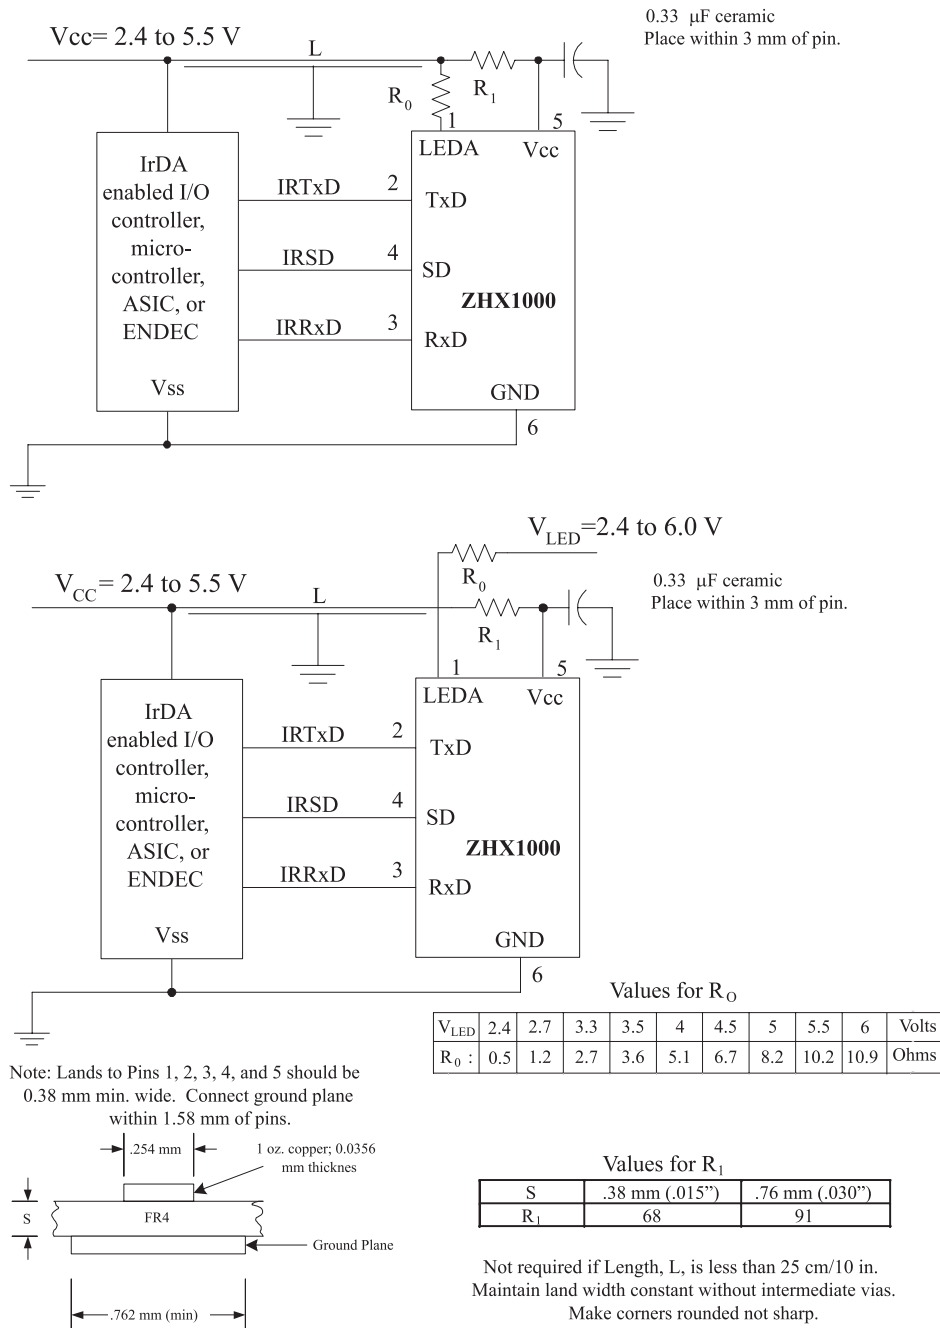 0.33 μF ceramic
Place within 3 mm of pin.
Vcc= 2.4 to 5.5 V
L
R0
R1
1
5
LEDA
Vcc
IrDA
enabled I/O
controller,
micro-
controller,
ASIC, or
ENDEC
Vss
IRTxD
2
TxD
IRSD
4
SD
ZHX1000
IRRxD
3
RxD
GND
6
VLED=2.4 to 6.0 V
R0
VCC= 2.4 to 5.5 V
0.33 μF ceramic
Place within 3 mm of pin.
L
R1
1
5
LEDA
Vcc
IrDA
enabled I/O
controller,
micro-
controller,
ASIC, or
ENDEC
Vss
IRTxD
2
TxD
IRSD
4
SD
ZHX1000
IRRxD
3
RxD
GND
6
Values for RO
VLED 2.4 2.7 3.3 3.5 4 4.5 5 5.5 6 Volts
R0 : 0.5 1.2 2.7 3.6 5.1 6.7 8.2 10.2 10.9 Ohms
Note: Lands to Pins 1, 2, 3, 4, and 5 should be
0.38 mm min. wide. Connect ground plane
within 1.58 mm of pins.
.254 mm
1 oz. copper; 0.0356
mm thicknes
S
FR4
Ground Plane
.762 mm (min)
Values for R1
S .38 mm (.015”) .76 mm (.030”)
R1 68 91
Not required if Length, L, is less than 25 cm/10 in.
Maintain land width constant without intermediate vias.
Make corners rounded not sharp.